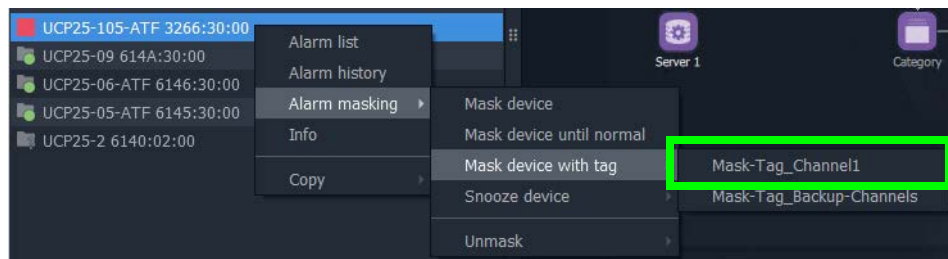 UCP25-105-ATF 3266:30:00
UCP25-09 614A:30:00
UCP25-06-ATF 6146:30:00
UCP25-05-ATF 6145:30:00
UCP25-2 6140:02:00
Alarm list
Alarm history
Alarm masking
Info
Copy
Mask device
Mask device until normal
Mask device with tag
Snooze device
Unmask
Mask-Tag_Channel1
Mask-Tag_Backup-Channels
Server 1
Category